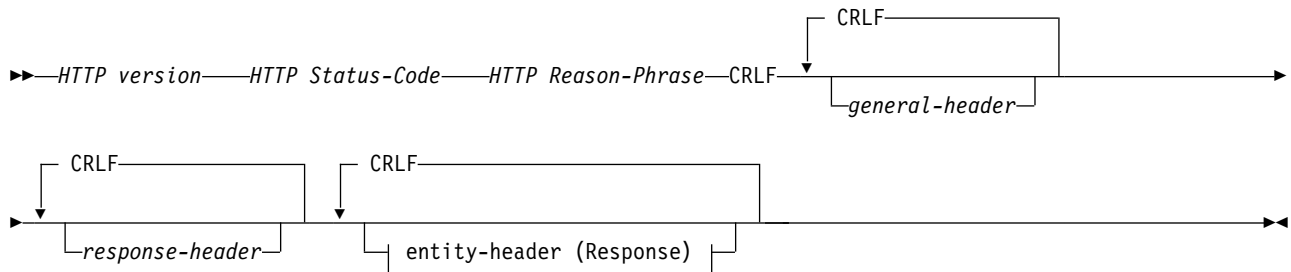 CRLF
HTTP version HTTP Status-Code HTTP Reason-Phrase CRLF
general-header
CRLF CRLF
response-header entity-header (Response)